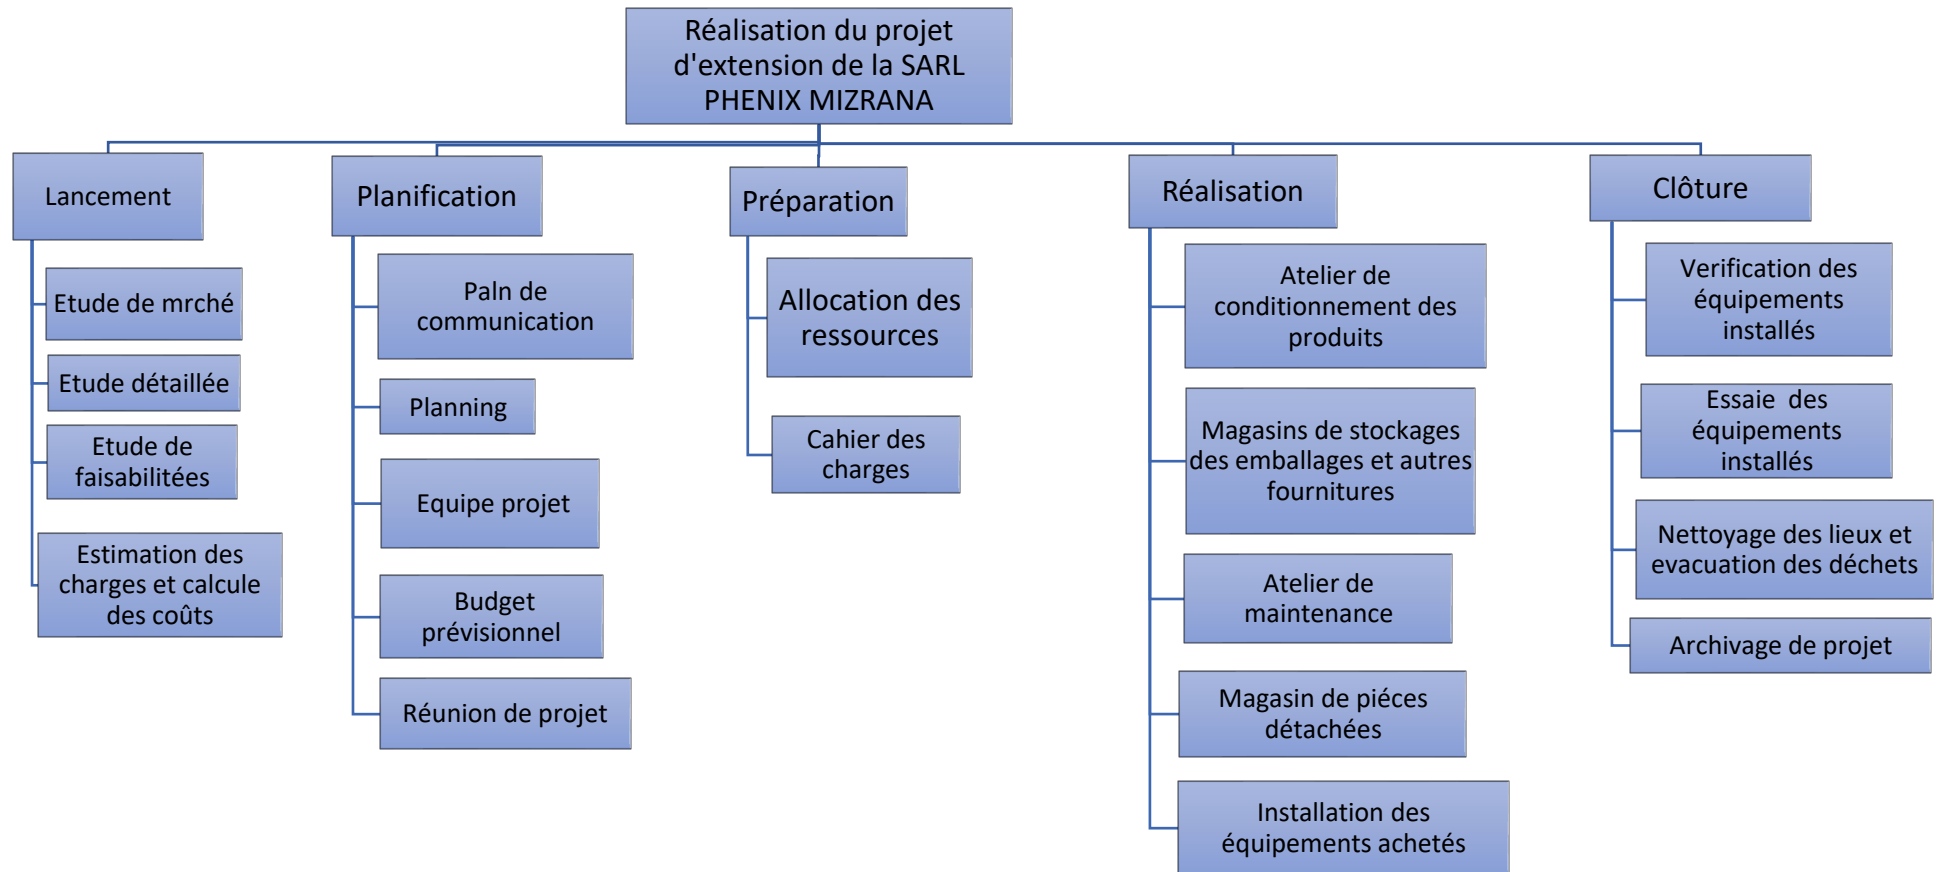 Réalisation du projet
d'extension de la SARL
PHENIX MIZRANA
Lancement
Etude de mrché
Etude détaillée
Etude de
faisabilitées
Estimation des
charges et calcule
des coûts
Planification
Paln de
communication
Planning
Equipe projet
Budget
prévisionnel
Réunion de projet
Préparation
Allocation des
ressources
Cahier des
charges
Réalisation
Atelier de
conditionnement des
produits
Magasins de stockages
des emballages et autres
fournitures
Atelier de
maintenance
Magasin de piéces
détachées
Installation des
équipements achetés
Clôture
Verification des
équipements
installés
Essaie des
équipements
installés
Nettoyage des lieux et
evacuation des déchets
Archivage de projet